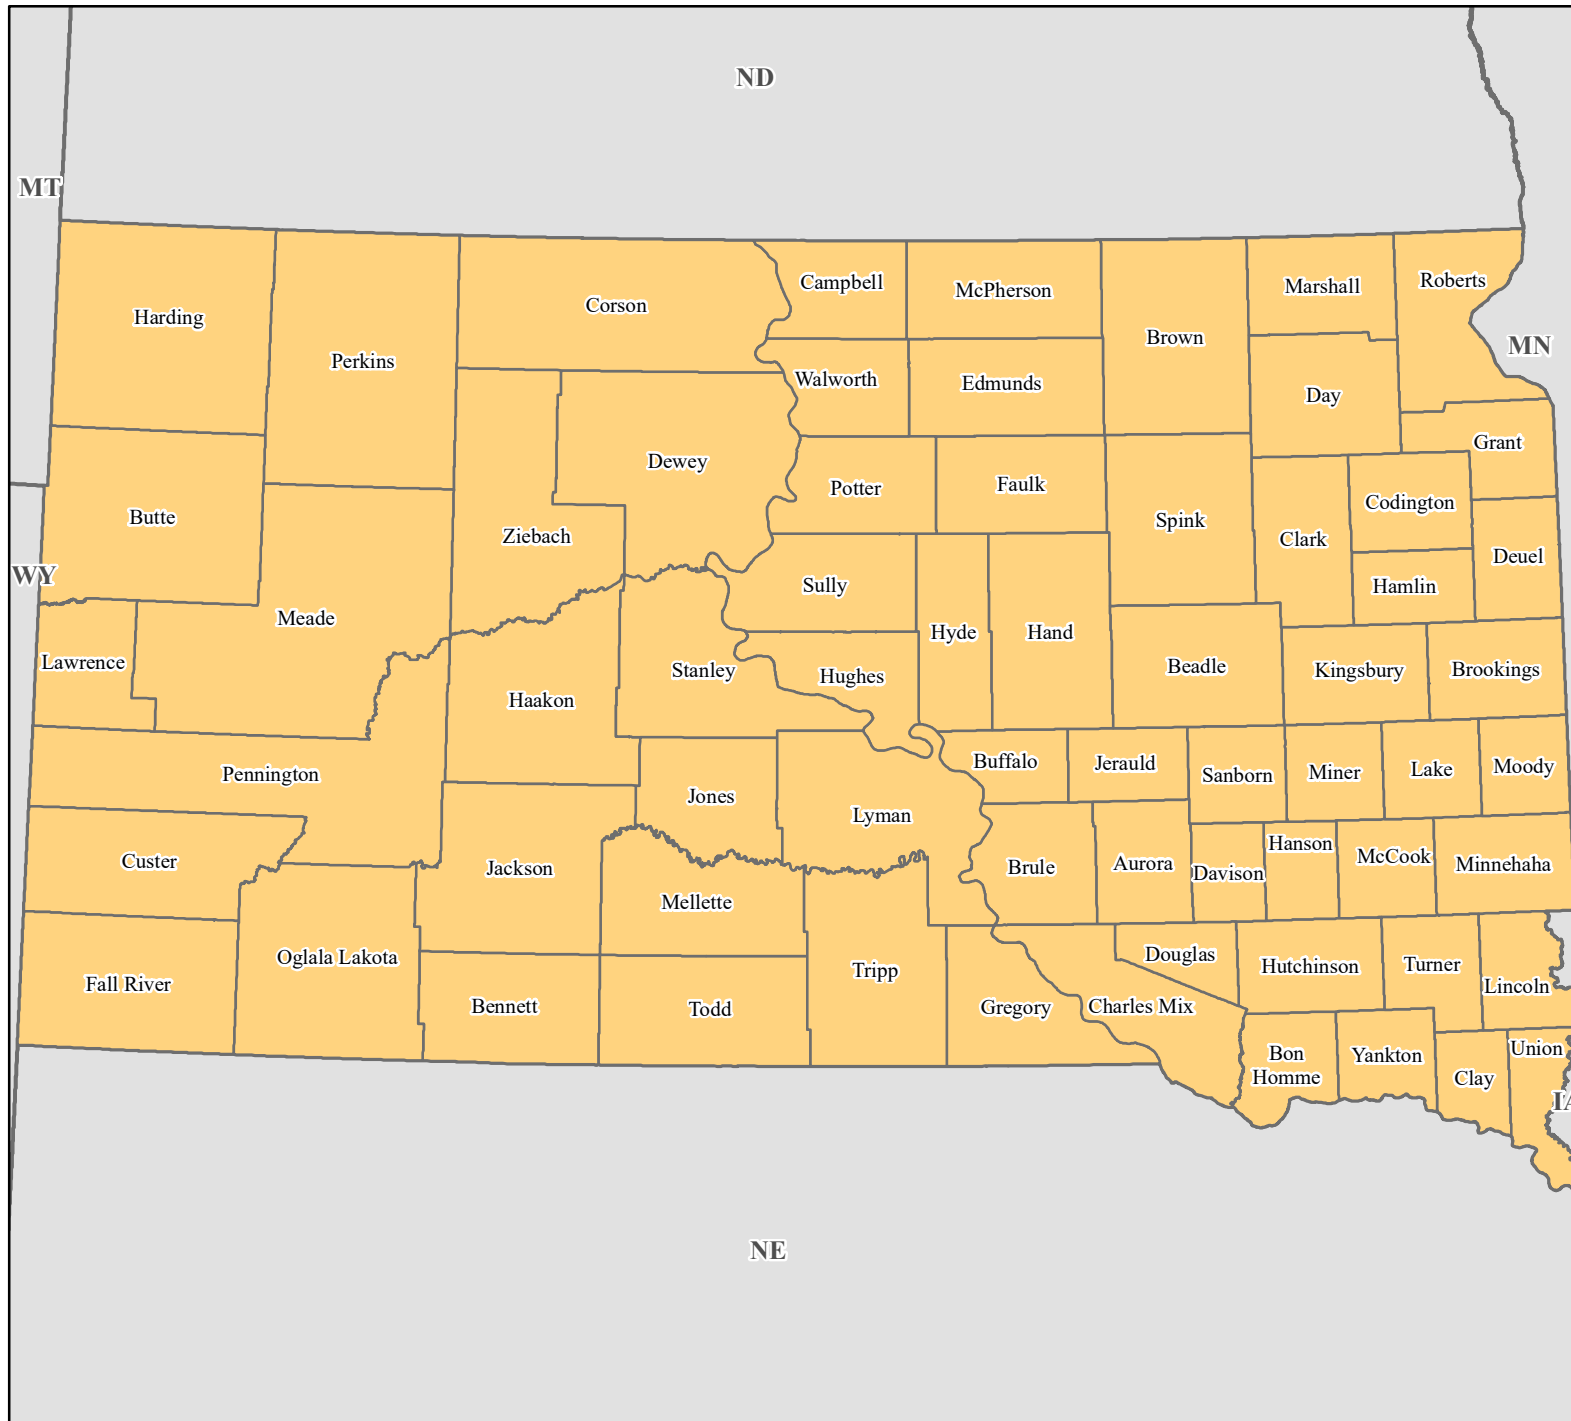 ND
MT
Campbell
Roberts
Marshall
McPherson
Corson
Harding
Brown
MN
Perkins
Walworth
Edmunds
Day
Grant
Dewey
Faulk
Potter
Codington
Butte
Spink
Ziebach
Clark
Deuel
WY
Sully
Hamlin
Meade
Hyde
Hand
Lawrence
Beadle
Stanley
Kingsbury
Brookings
Hughes
Haakon
Buffalo
Jerauld
Moody
Lake
Miner
Pennington
Sanborn
Jones
Lyman
Hanson
McCook
Custer
Aurora
Minnehaha
Brule
Jackson
Davison
Mellette
Douglas
Oglala Lakota
Turner
Hutchinson
Tripp
Fall River
Lincoln
Bennett
Charles Mix
Gregory
Todd
Union
Bon
Homme
Yankton
Clay
IA
NE